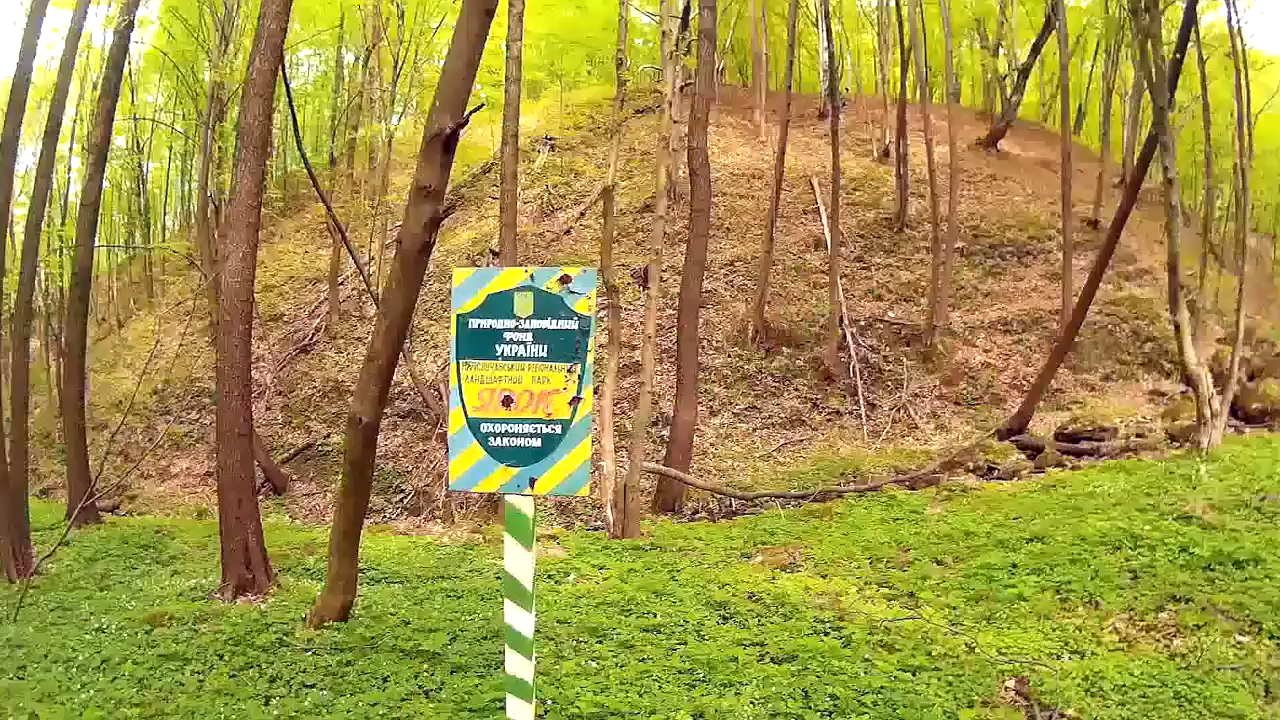 ПРИРОДНО-ЗАПОВІДНИЙ
ФОНД
УКРАЇНИ
РЕГІОНАЛЬНИЙ
ЛАНДШАФТНИЙ ПАРК
ОХОРОНЯЄТЬСЯ
ЗАКОНОМ